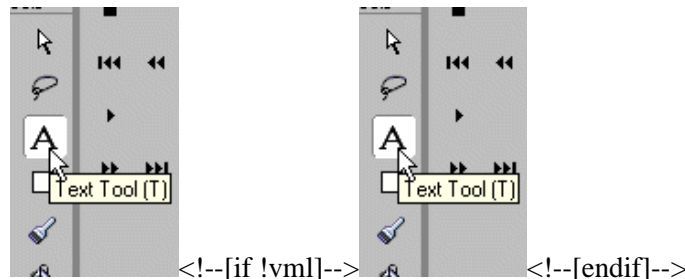 A A
Text Tool (T) Text Tool (T)
<!--[if !vml]--> <!--[endif]-->